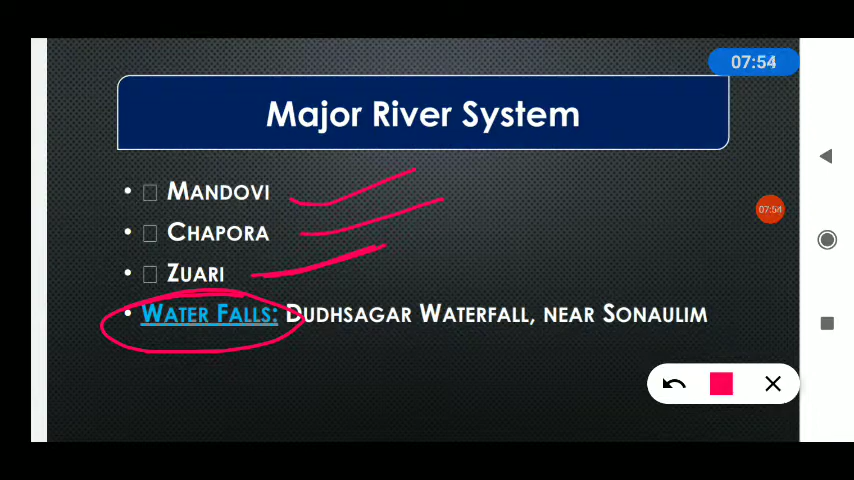 07:54
Major River System
• MANDOVI
• CHAPORA
07:54
• ZUARI
• WATER FALLS: DUDHSAGAR WATERFALL, NEAR SONAULIM